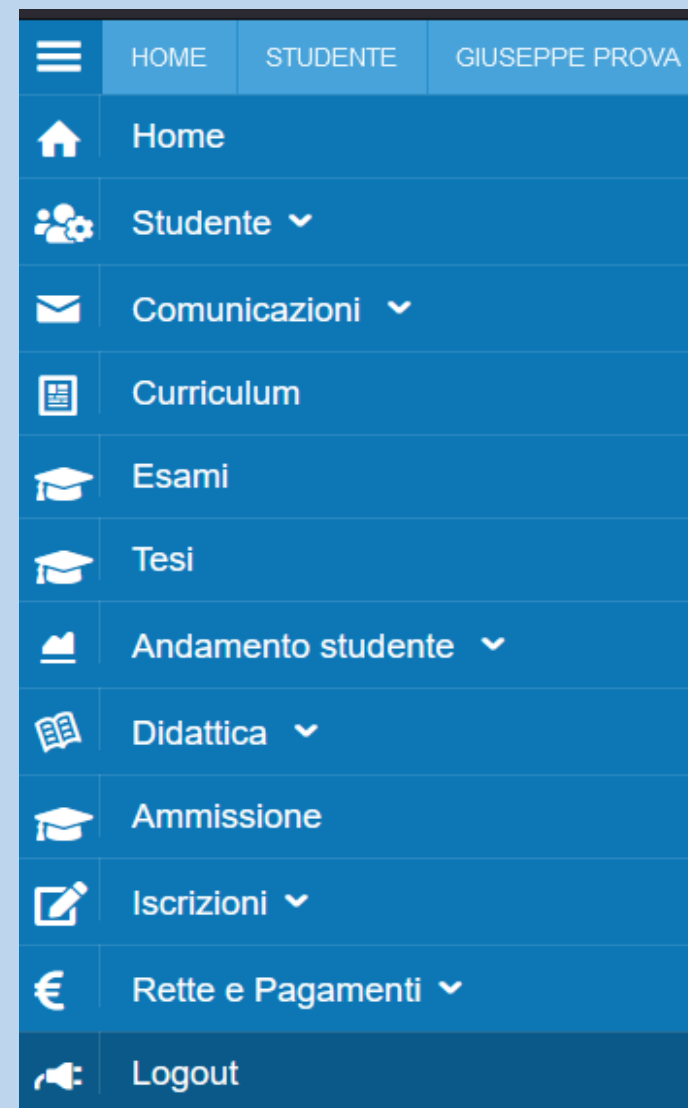 HOME STUDENTE GIUSEPPE PROVA
Home
Studente
Comunicazioni
Curriculum
Esami
Tesi
Andamento studente
Didattica
Ammissione
Iscrizioni
€ Rette e Pagamenti
Logout